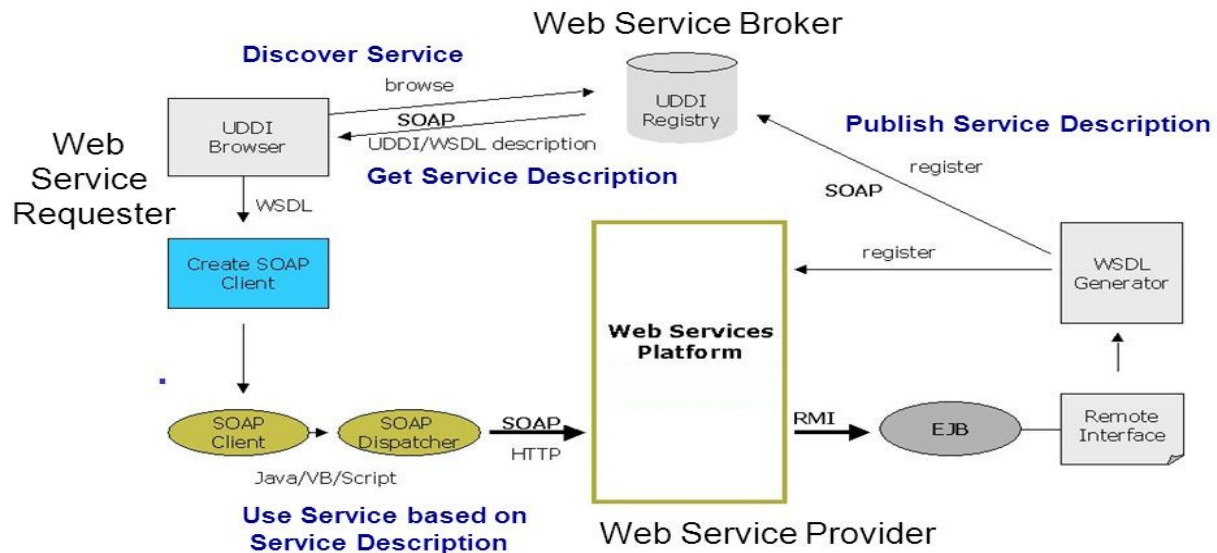 Web Service Broker
Discover Service
browse
UDDI
Browser
SOAP
UDDI/WSDL description
UDDI
Registry
Publish Service Description
register
SOAP
Web
Service
Requester
Get Service Description
WSDL
Create SOAP
Client
register
WSDL
Generator
Web Services
Platform
SOAP
Client
SOAP
Dispatcher
SOAP
HTTP
RMI
EJB
Remote
Interface
Java/VB/Script
Use Service based on
Service Description
Web Service Provider